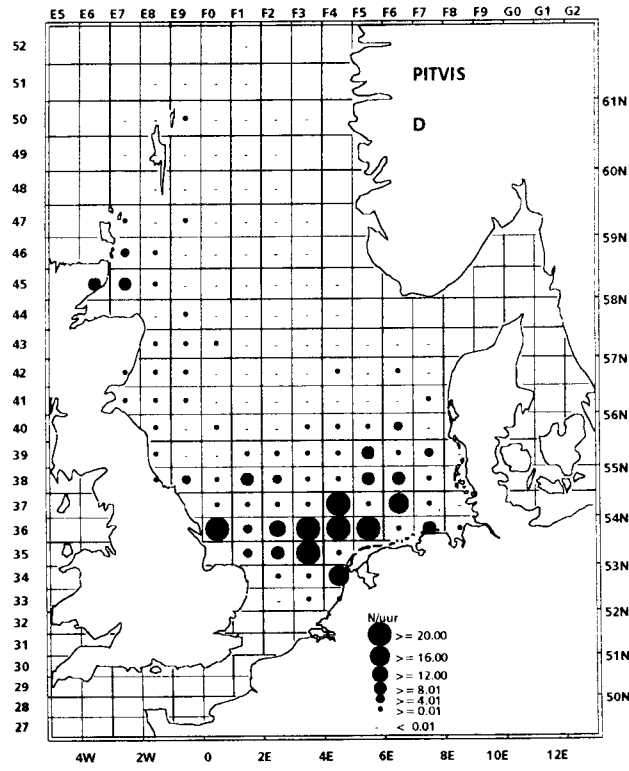 E5 E6 E7 E8 E9 F0 F1 F2 F3 F4 F5 F6 F7 F8 F9 G0 G1 G2
52
51
50
49
48
47
46
45
44
43
42
41
40
39
38
37
36
35
34
33
32
31
30
29
28
27
PITVIS
D
61N
60N
59N
58N
57N
56N
55N
54N
53N
52N
51N
50N
N/uur
>= 20.00
>= 16.00
>= 12.00
>= 8.01
>= 4.01
>= 0.01
< 0.01
4W 2W 0 2E 4E 6E 8E 10E 12E